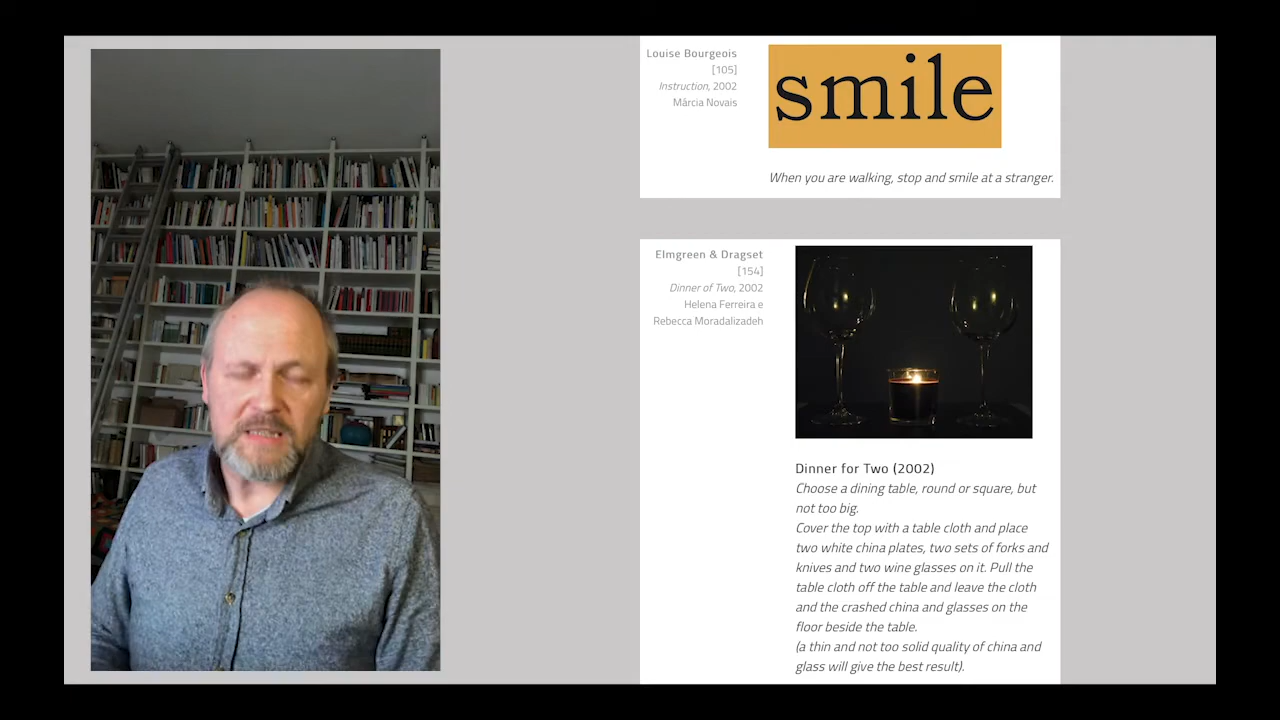 Louise Bourgeois
[105]
Instruction, 2002
Márcia Novais
smile
When you are walking, stop and smile at a stranger.
Elmgreen & Dragset
[154]
Dinner of Two, 2002
Helena Ferreira e
Rebecca Moradalizadeh
Dinner for Two (2002)
Choose a dining table, round or square, but
not too big.
Cover the top with a table cloth and place
two white china plates, two sets of forks and
knives and two wine glasses on it. Pull the
table cloth off the table and leave the cloth
and the crashed china and glasses on the
floor beside the table.
(a thin and not too solid quality of china and
glass will give the best result).